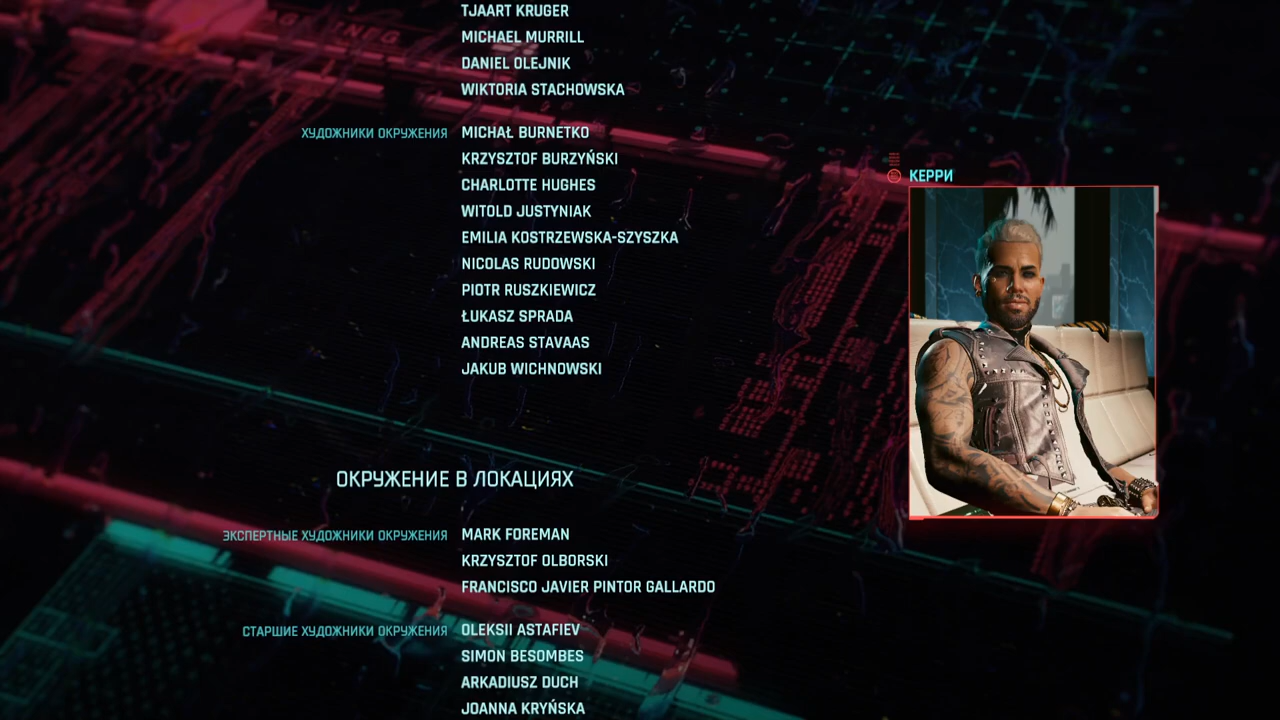 TJAART KRUGER
MICHAEL MURRILL
DANIEL OLEJNIK
WIKTORIA STACHOWSKA
ХУДОЖНИКИ ОКРУЖЕНИЯ MICHAŁ BURNETKO
KRZYSZTOF BURZYŃSKI
CHARLOTTE HUGHES
WITOLD JUSTYNIAK
EMILIA KOSTRZEWSKA-SZYSZKA
NICOLAS RUDOWSKI
PIOTR RUSZKIEWICZ
ŁUKASZ SPRADA
ANDREAS STAVAAS
JAKUB WICHNOWSKI
КЕРРИ
ОКРУЖЕНИЕ В ЛОКАЦИЯХ
ЭКСПЕРТНЫЕ ХУДОЖНИКИ ОКРУЖЕНИЯ MARK FOREMAN
KRZYSZTOF OLBORSKI
FRANCISCO JAVIER PINTOR GALLARDO
СТАРШИЕ ХУДОЖНИКИ ОКРУЖЕНИЯ OLEKSII ASTAFIEV
SIMON BESOMBES
ARKADIUSZ DUCH
JOANNA KRYŃSKA